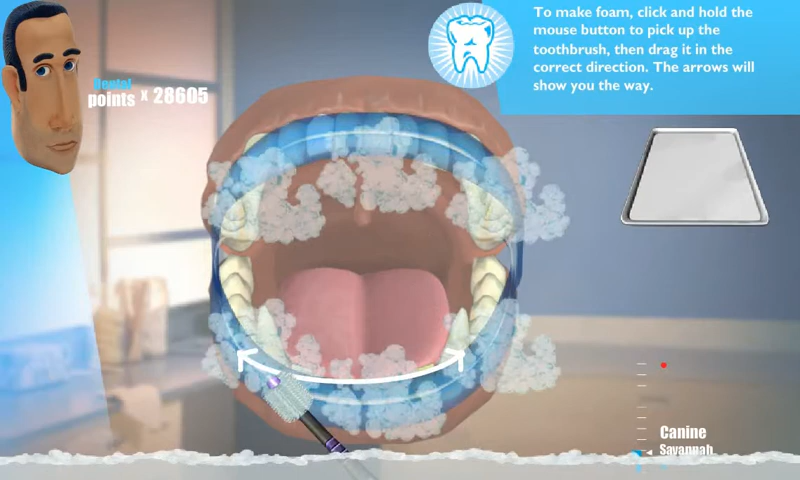 To make foam, click and hold the
mouse button to pick up the
toothbrush, then drag it in the
correct direction. The arrows will
show you the way.
Dental
points x 28605
Canine
Savannah